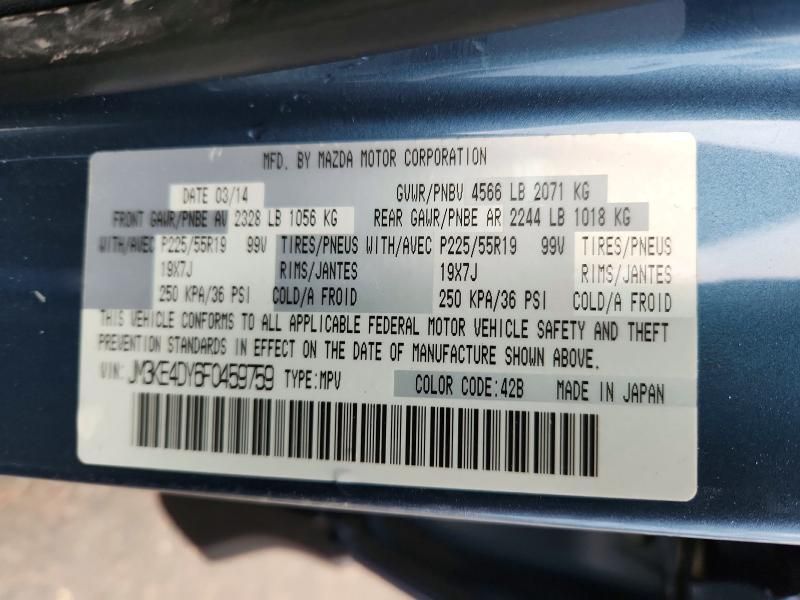 MFD. BY MAZDA MOTOR CORPORATION
DATE 03/14 GVWR/PNBV 4566 LB 2071 KG
FRONT GAWR/PNBE AV 2328 LB 1056 KG REAR GAWR/PNBE AR 2244 LB 1018 KG
WITH/AVEC P225/55R19 99V TIRES/PNEUS WITH/AVEC P225/55R19 99V TIRES/PNEUS
19X7J RIMS/JANTES 19X7J RIMS/JANTES
250 KPA/36 PSI COLD/A FROID 250 KPA/36 PSI COLD/A FROID
THIS VEHICLE CONFORMS TO ALL APPLICABLE FEDERAL MOTOR VEHICLE SAFETY AND THEFT
PREVENTION STANDARDS IN EFFECT ON THE DATE OF MANUFACTURE SHOWN ABOVE.
VIN: JM3KE4DY6F0459759 TYPE:MPV COLOR CODE:42B MADE IN JAPAN